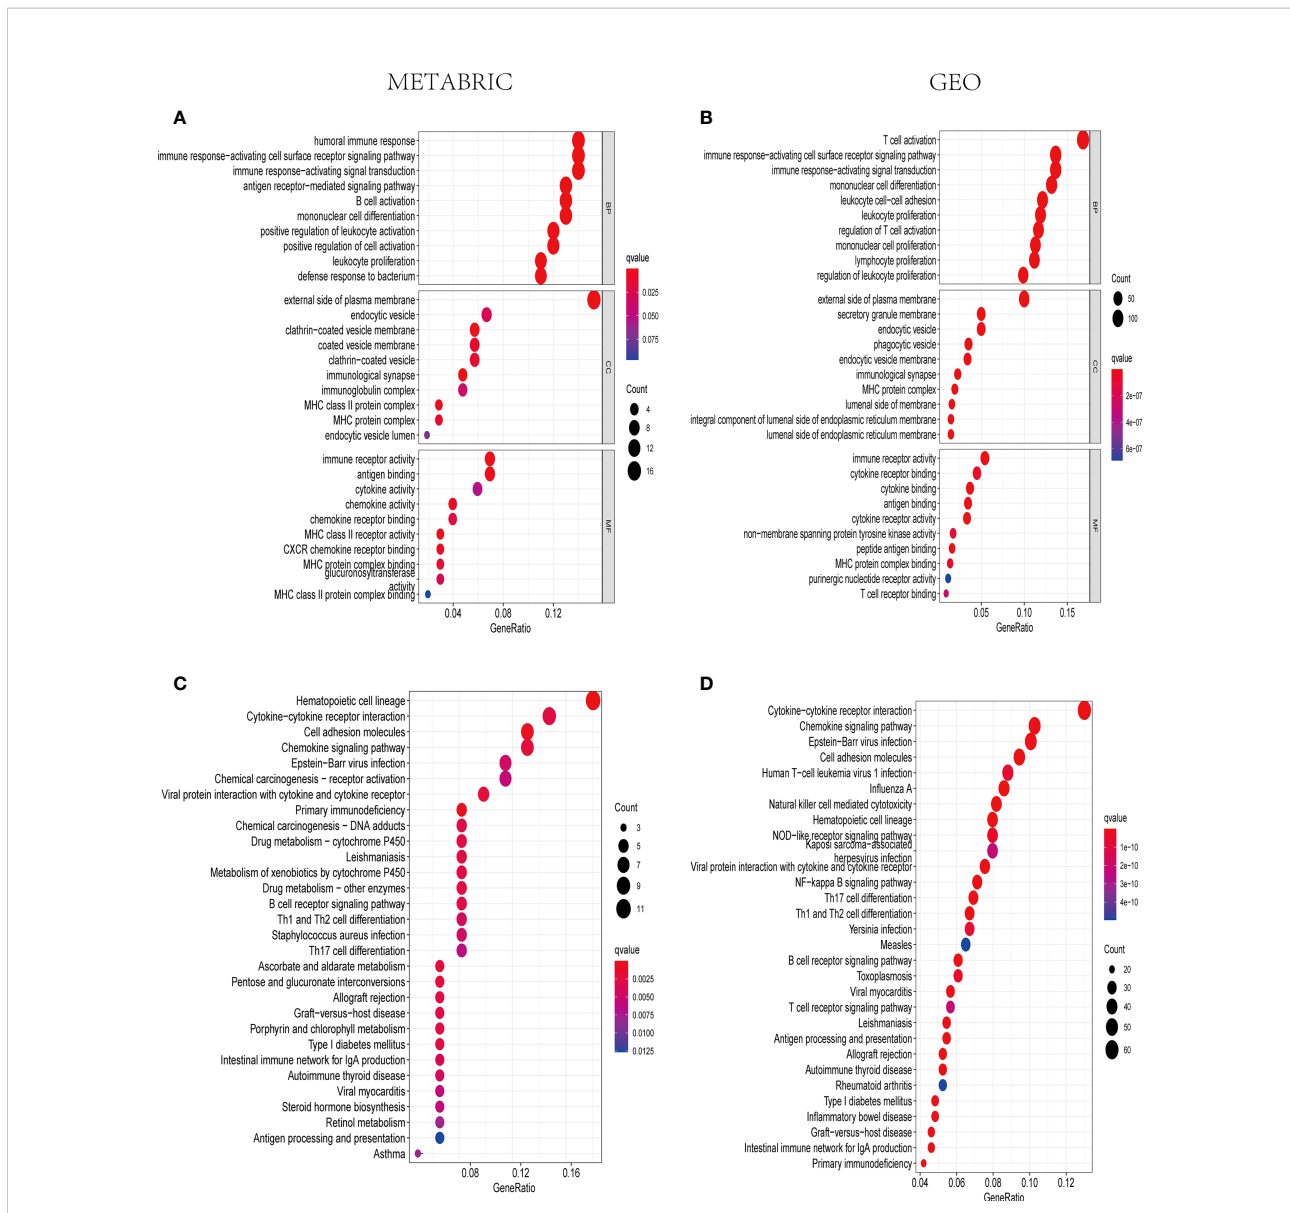 METABRIC
GEO
A
humoral immune response
immune response−activating cell surface receptor signaling pathway
immune response−activating signal transduction
antigen receptor−mediated signaling pathway
B cell activation
mononuclear cell differentiation
positive regulation of leukocyte activation
positive regulation of cell activation
leukocyte proliferation
defense response to bacterium
BP
external side of plasma membrane
endocytic vesicle
clathrin−coated vesicle membrane
coated vesicle membrane
clathrin−coated vesicle
immunological synapse
immunoglobulin complex
MHC class II protein complex
MHC protein complex
endocytic vesicle lumen
CC
immune receptor activity
antigen binding
cytokine activity
chemokine activity
chemokine receptor binding
MHC class II receptor activity
CXCR chemokine receptor binding
MHC protein complex binding
glucuronosyltransferase
activity
MHC class II protein complex binding
MF
0.04 0.08 0.12
GeneRatio
qvalue
0.025
0.050
0.075
Count
4
8
12
16
B
T cell activation
immune response−activating cell surface receptor signaling pathway
immune response−activating signal transduction
mononuclear cell differentiation
leukocyte cell−cell adhesion
leukocyte proliferation
regulation of T cell activation
mononuclear cell proliferation
lymphocyte proliferation
regulation of leukocyte proliferation
BP
external side of plasma membrane
secretory granule membrane
endocytic vesicle
phagocytic vesicle
endocytic vesicle membrane
immunological synapse
MHC protein complex
lumenal side of membrane
integral component of lumenal side of endoplasmic reticulum membrane
lumenal side of endoplasmic reticulum membrane
CC
immune receptor activity
cytokine receptor binding
cytokine binding
antigen binding
cytokine receptor activity
non−membrane spanning protein tyrosine kinase activity
peptide antigen binding
MHC protein complex binding
purinergic nucleotide receptor activity
T cell receptor binding
MF
0.05 0.10 0.15
GeneRatio
Count
50
100
qvalue
2e−07
4e−07
6e−07
C
Hematopoietic cell lineage
Cytokine−cytokine receptor interaction
Cell adhesion molecules
Chemokine signaling pathway
Epstein−Barr virus infection
Chemical carcinogenesis − receptor activation
Viral protein interaction with cytokine and cytokine receptor
Primary immunodeficiency
Chemical carcinogenesis − DNA adducts
Drug metabolism − cytochrome P450
Leishmaniasis
Metabolism of xenobiotics by cytochrome P450
Drug metabolism − other enzymes
B cell receptor signaling pathway
Th1 and Th2 cell differentiation
Staphylococcus aureus infection
Th17 cell differentiation
Ascorbate and aldarate metabolism
Pentose and glucuronate interconversions
Allograft rejection
Graft−versus−host disease
Porphyrin and chlorophyll metabolism
Type I diabetes mellitus
Intestinal immune network for IgA production
Autoimmune thyroid disease
Viral myocarditis
Steroid hormone biosynthesis
Retinol metabolism
Antigen processing and presentation
Asthma
0.08 0.12 0.16
GeneRatio
Count
3
5
7
9
11
qvalue
0.0025
0.0050
0.0075
0.0100
0.0125
D
Cytokine−cytokine receptor interaction
Chemokine signaling pathway
Epstein−Barr virus infection
Cell adhesion molecules
Human T−cell leukemia virus 1 infection
Influenza A
Natural killer cell mediated cytotoxicity
Hematopoietic cell lineage
NOD−like receptor signaling pathway
Kaposi sarcoma−associated
herpesvirus infection
Viral protein interaction with cytokine and cytokine receptor
NF−kappa B signaling pathway
Th17 cell differentiation
Th1 and Th2 cell differentiation
Yersinia infection
Measles
B cell receptor signaling pathway
Toxoplasmosis
Viral myocarditis
T cell receptor signaling pathway
Leishmaniasis
Antigen processing and presentation
Allograft rejection
Autoimmune thyroid disease
Rheumatoid arthritis
Type I diabetes mellitus
Inflammatory bowel disease
Graft−versus−host disease
Intestinal immune network for IgA production
Primary immunodeficiency
0.04 0.06 0.08 0.10 0.12
GeneRatio
qvalue
1e−10
2e−10
3e−10
4e−10
Count
20
30
40
50
60